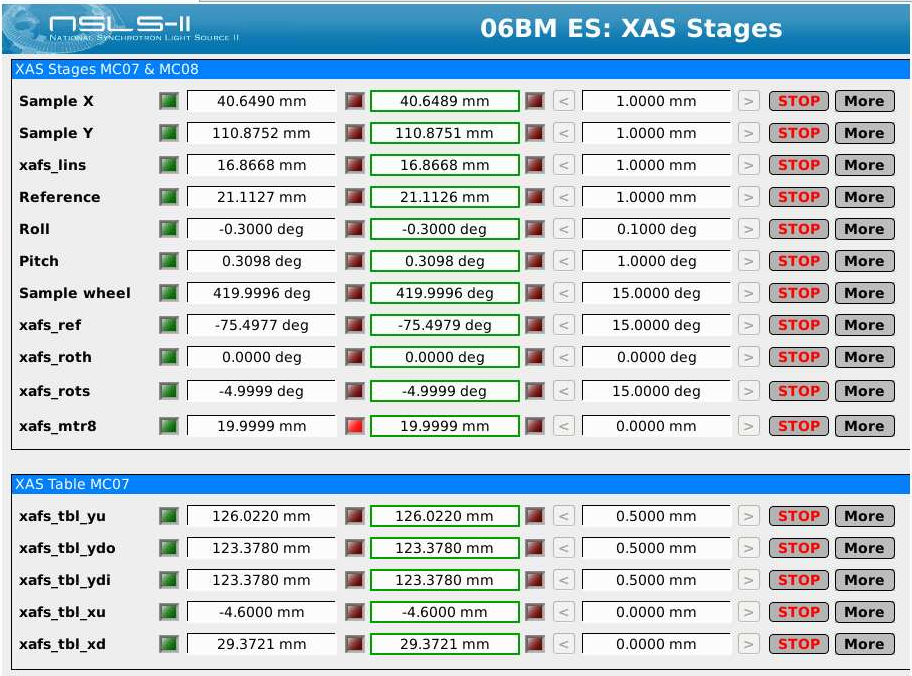 NSLS-II
NATIONAL SYNCHROTRON LIGHT SOURCE II
06BM ES: XAS Stages
XAS Stages MC07 & MC08
Sample X 40.6490 mm 40.6489 mm < 1.0000 mm > STOP More
Sample Y 110.8752 mm 110.8751 mm < 1.0000 mm > STOP More
xafs_lins 16.8668 mm 16.8668 mm < 1.0000 mm > STOP More
Reference 21.1127 mm 21.1126 mm < 1.0000 mm > STOP More
Roll -0.3000 deg -0.3000 deg < 0.1000 deg > STOP More
Pitch 0.3098 deg 0.3098 deg < 1.0000 deg > STOP More
Sample wheel 419.9996 deg 419.9996 deg < 15.0000 deg > STOP More
xafs_ref -75.4977 deg -75.4979 deg < 15.0000 deg > STOP More
xafs_roth 0.0000 deg 0.0000 deg < 0.0000 deg > STOP More
xafs_rots -4.9999 deg -4.9999 deg < 15.0000 deg > STOP More
xafs_mtr8 19.9999 mm 19.9999 mm < 0.0000 mm > STOP More
XAS Table MC07
xafs_tbl_yu 126.0220 mm 126.0220 mm < 0.5000 mm > STOP More
xafs_tbl_ydo 123.3780 mm 123.3780 mm < 0.5000 mm > STOP More
xafs_tbl_ydi 123.3780 mm 123.3780 mm < 0.5000 mm > STOP More
xafs_tbl_xu -4.6000 mm -4.6000 mm < 0.0000 mm > STOP More
xafs_tbl_xd 29.3721 mm 29.3721 mm < 0.0000 mm > STOP More